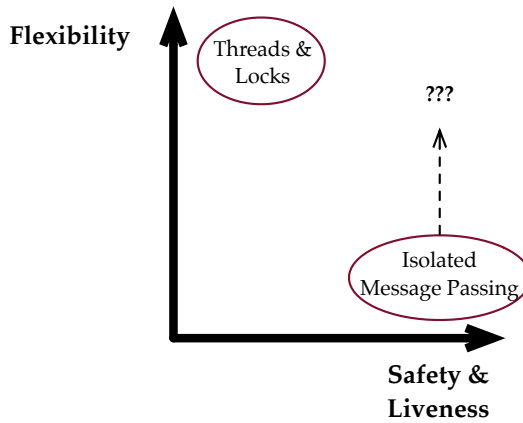 Flexibility
Threads &
Locks
???
Isolated
Message Passing
Safety &
Liveness